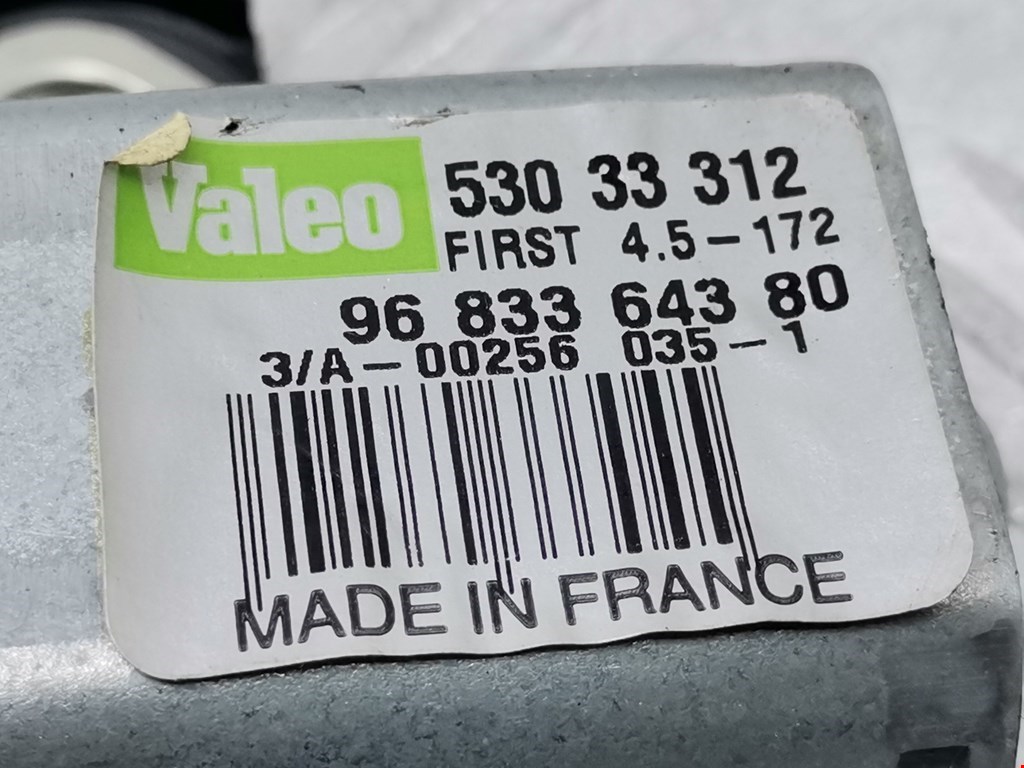 Valeo 530 33 312
FIRST 4.5-172
96 833 643 80
3/A-00256 035-1
MADE IN FRANCE